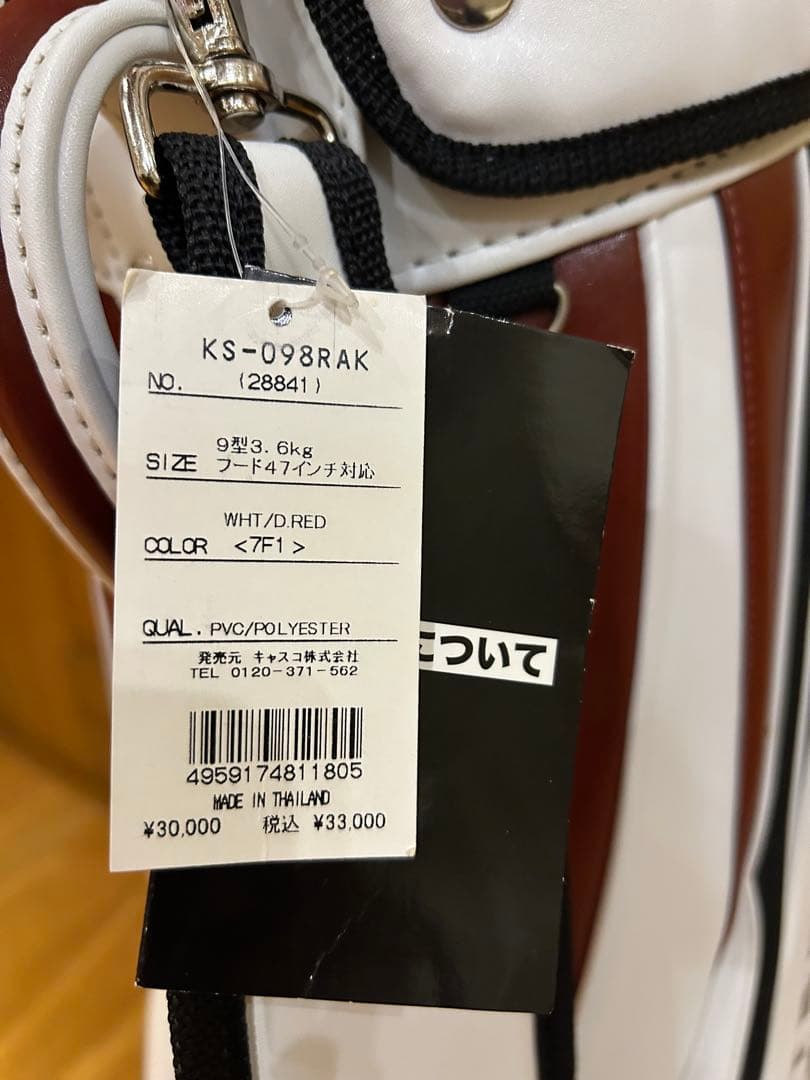 KS-098RAK
NO. (28841)
9型3.6kg
SIZE フード47インチ対応
WHT/D.RED
COLOR <7F1>
QUAL. PVC/POLYESTER
発売元 キャスコ株式会社
TEL 0120-371-562
4959174811805
MADE IN THAILAND
¥30,000 税込 ¥33,000
について